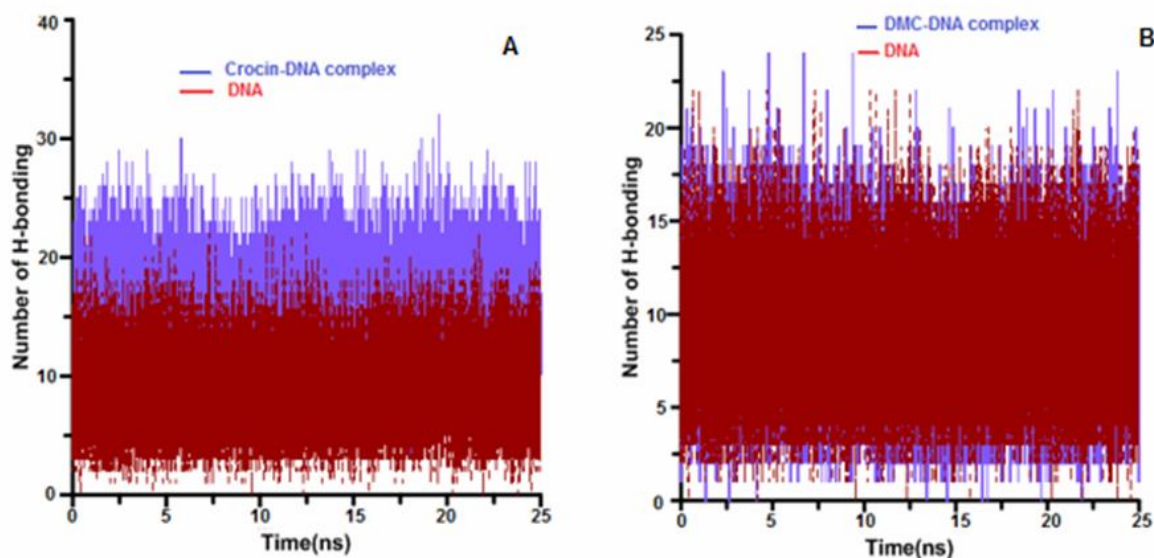 A
Crocin-DNA complex
DNA
Number of H-bonding
40
30
20
10
0
0 5 10 15 20 25
Time(ns)
B
DMC-DNA complex
DNA
Number of H-bonding
25
20
15
10
5
0
0 5 10 15 20 25
Time(ns)